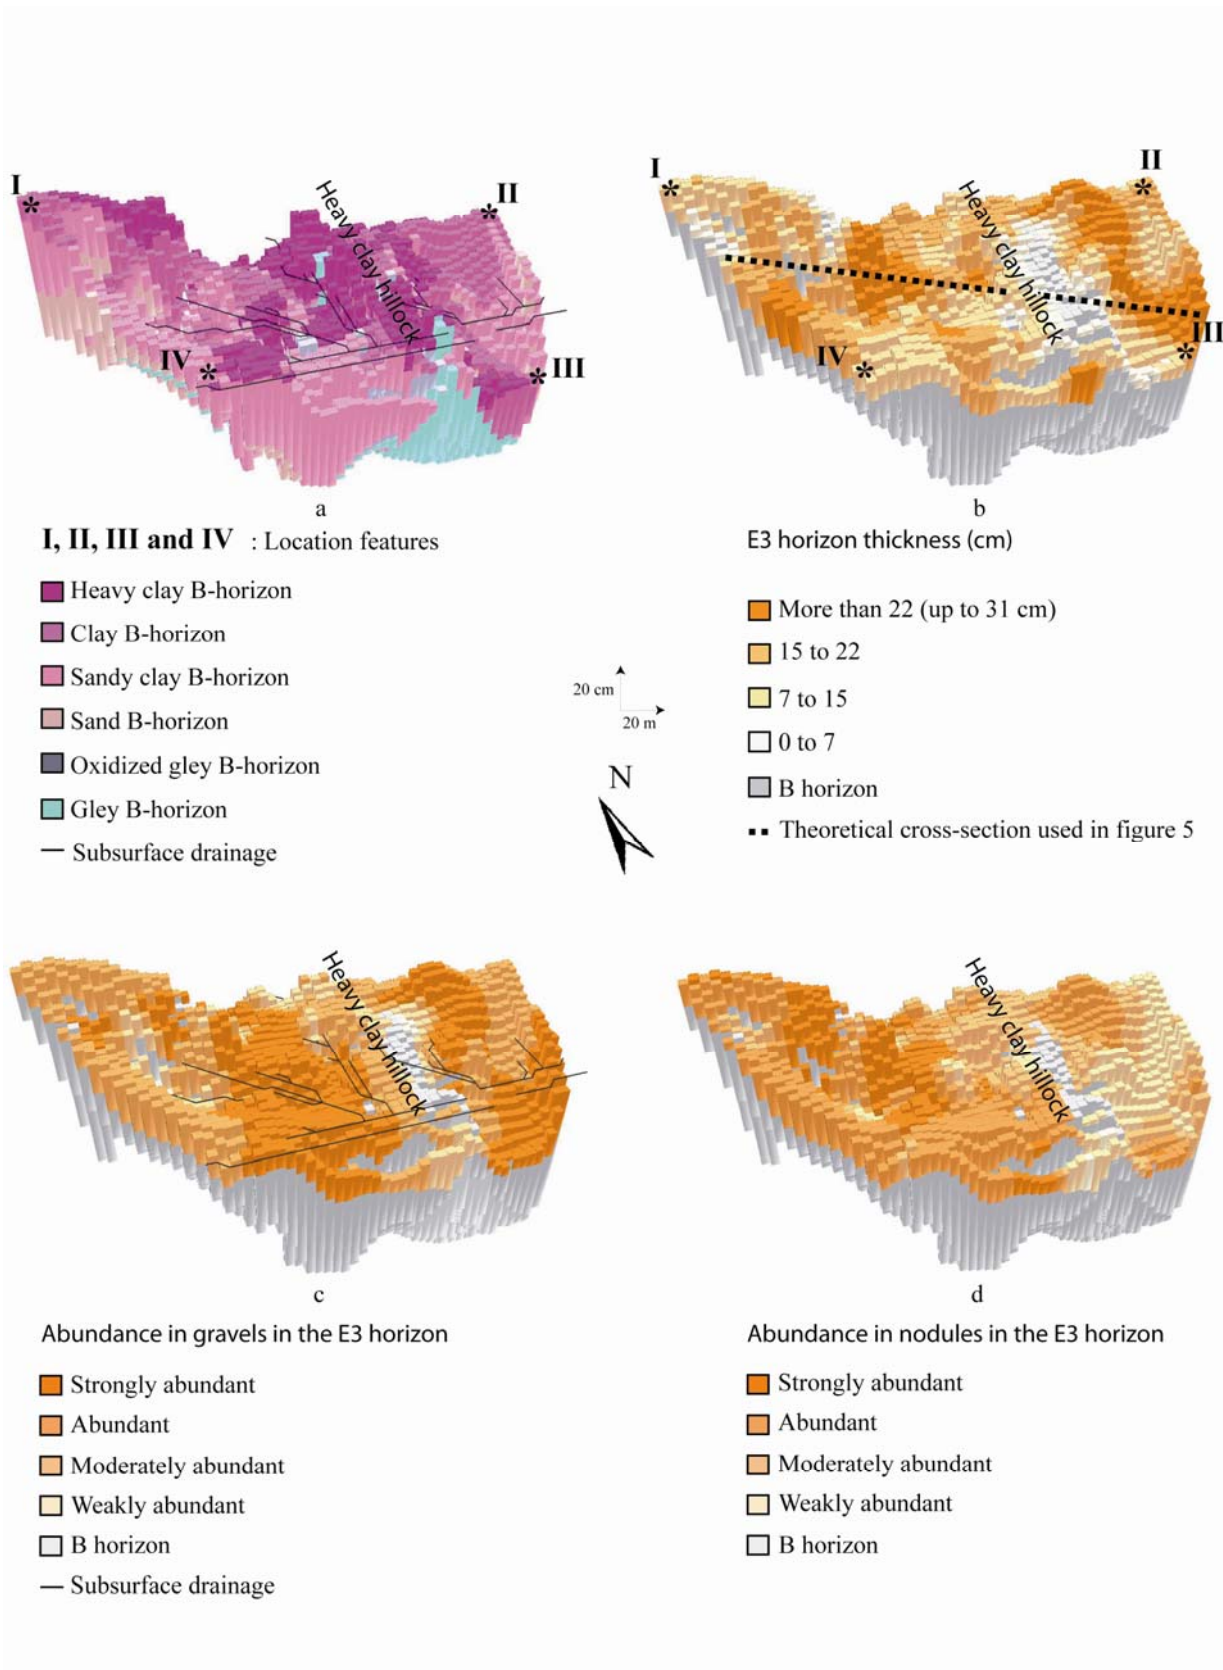 I
II
Heavy clay hillock
IV
III
a
I
II
Heavy clay hillock
IV
III
b
I, II, III and IV : Location features
Heavy clay B-horizon
Clay B-horizon
Sandy clay B-horizon
Sand B-horizon
Oxidized gley B-horizon
Gley B-horizon
Subsurface drainage
20 cm
20 m
N
E3 horizon thickness (cm)
More than 22 (up to 31 cm)
15 to 22
7 to 15
0 to 7
B horizon
Theoretical cross-section used in figure 5
Heavy clay hillock
c
Heavy clay hillock
d
Abundance in gravels in the E3 horizon
Strongly abundant
Abundant
Moderately abundant
Weakly abundant
B horizon
Subsurface drainage
Abundance in nodules in the E3 horizon
Strongly abundant
Abundant
Moderately abundant
Weakly abundant
B horizon